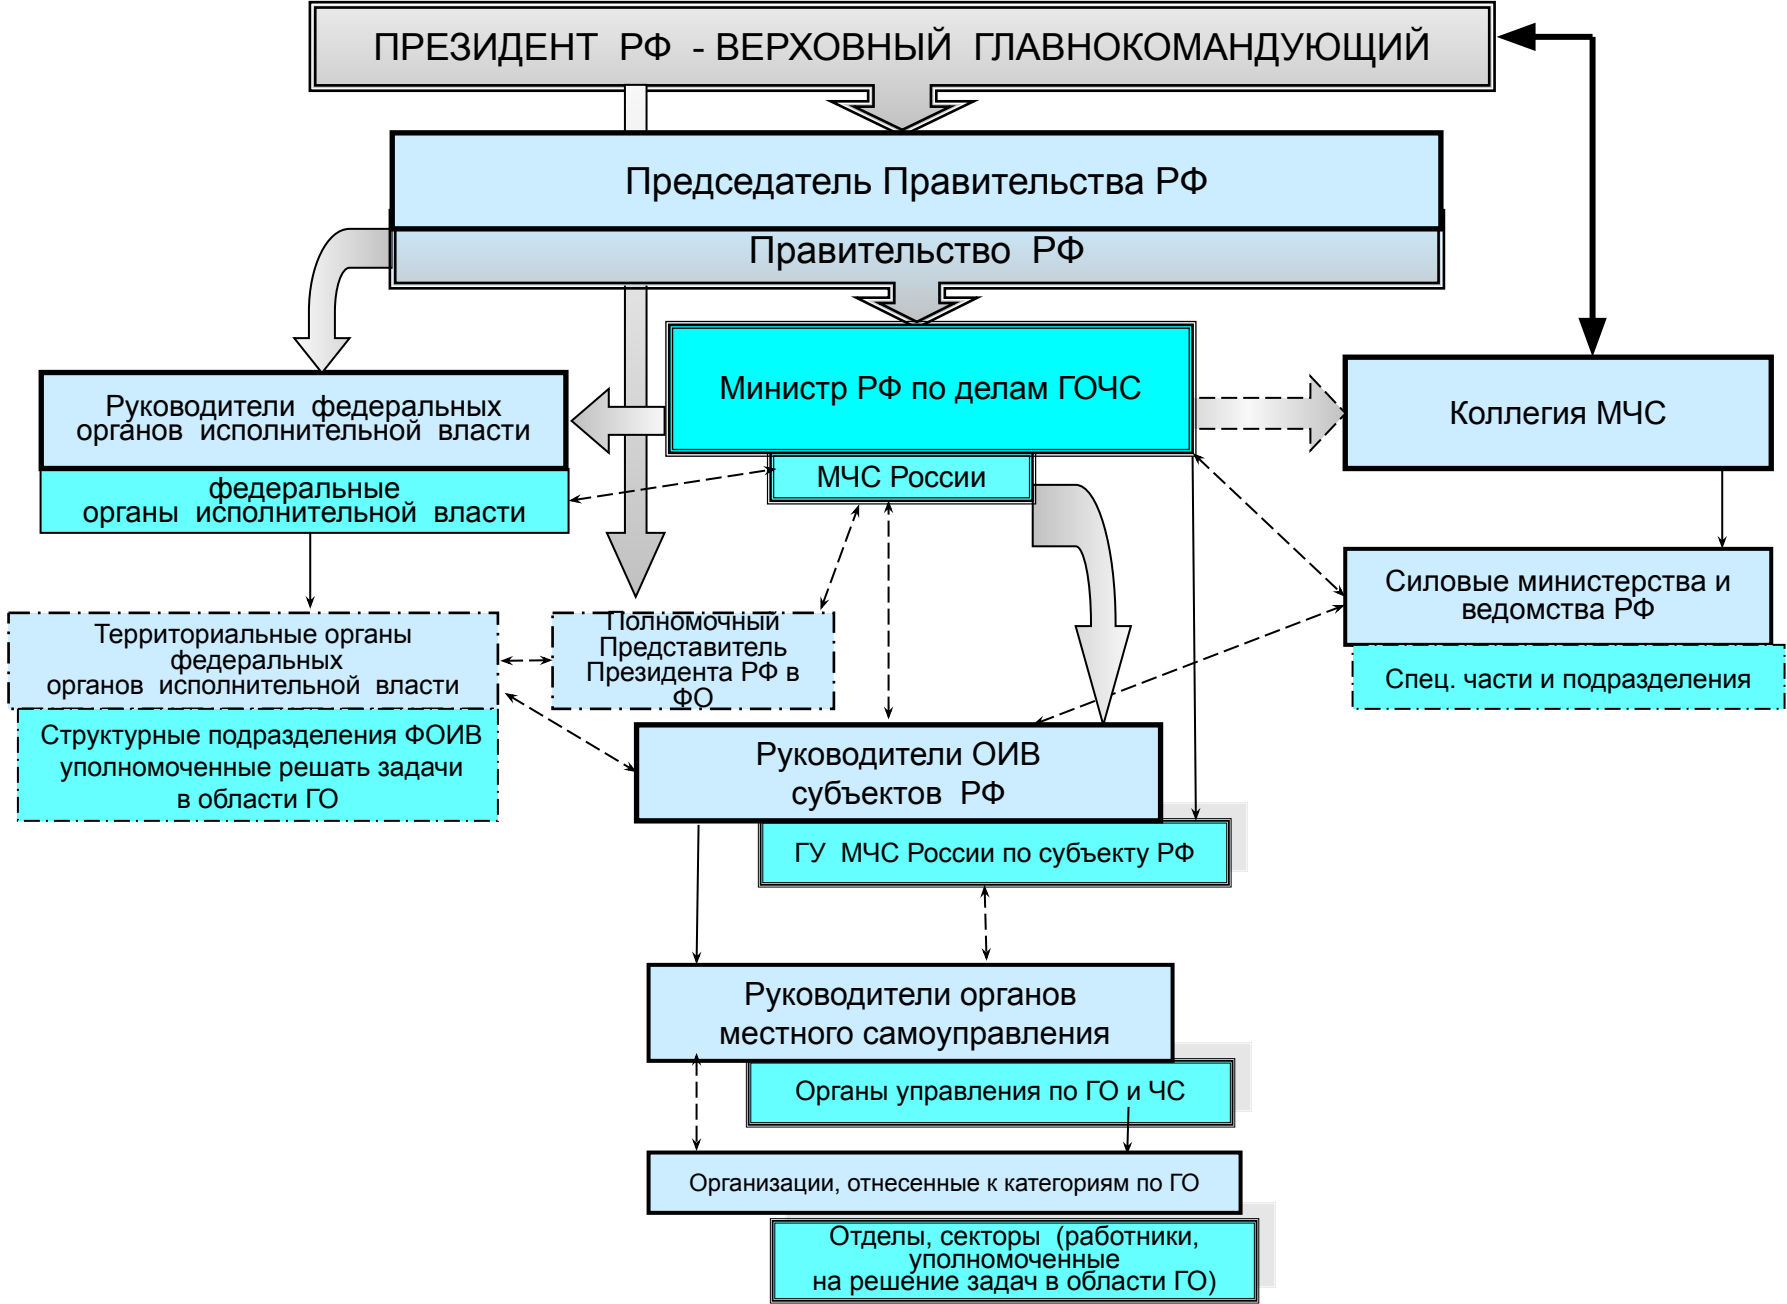 ПРЕЗИДЕНТ РФ - ВЕРХОВНЫЙ ГЛАВНОКОМАНДУЮЩИЙ
Председатель Правительства РФ
Правительство РФ
Министр РФ по делам ГОЧС
МЧС России
Руководители федеральных
органов исполнительной власти
федеральные
органы исполнительной власти
Коллегия МЧС
Силовые министерства и
ведомства РФ
Спец. части и подразделения
Территориальные органы
федеральных
органов исполнительной власти
Структурные подразделения ФОИВ
уполномоченные решать задачи
в области ГО
Полномочный
Представитель
Президента РФ в
ФО
Руководители ОИВ
субъектов РФ
ГУ МЧС России по субъекту РФ
Руководители органов
местного самоуправления
Органы управления по ГО и ЧС
Организации, отнесенные к категориям по ГО
Отделы, секторы (работники,
уполномоченные
на решение задач в области ГО)